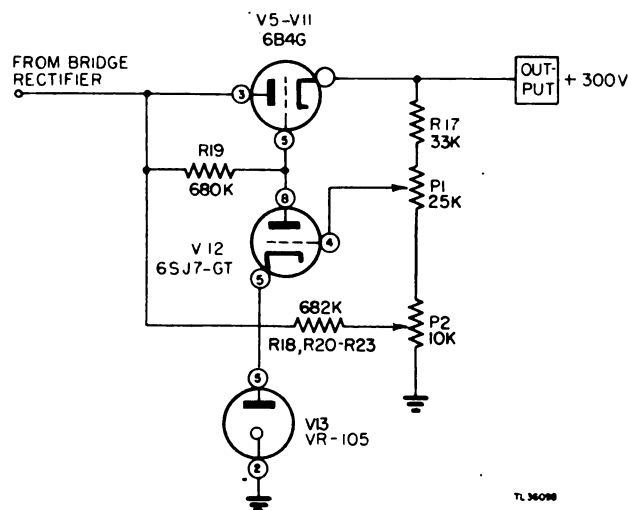 V5-V11
6B4G
FROM BRIDGE
RECTIFIER
OUT-
PUT
+ 300V
3
5
R17
33K
R19
680K
8
P1
25K
4
V 12
6SJ7-GT
5
682K
R18,R20-R23
P2
10K
5
V13
VR-105
2
TL 36098